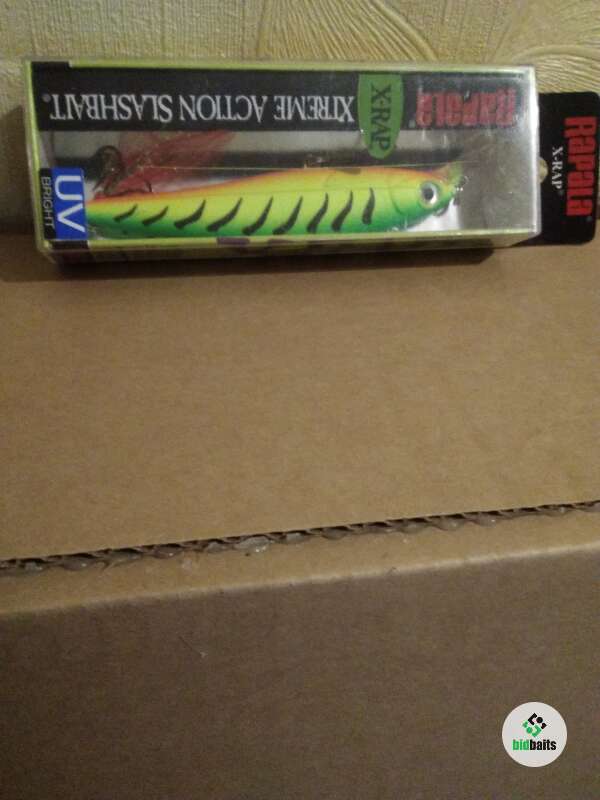 XTREME ACTION SLASHBAIT®
X-RAP
Rapala®
UV
BRIGHT
Rapala
X-RAP®
bidbaits